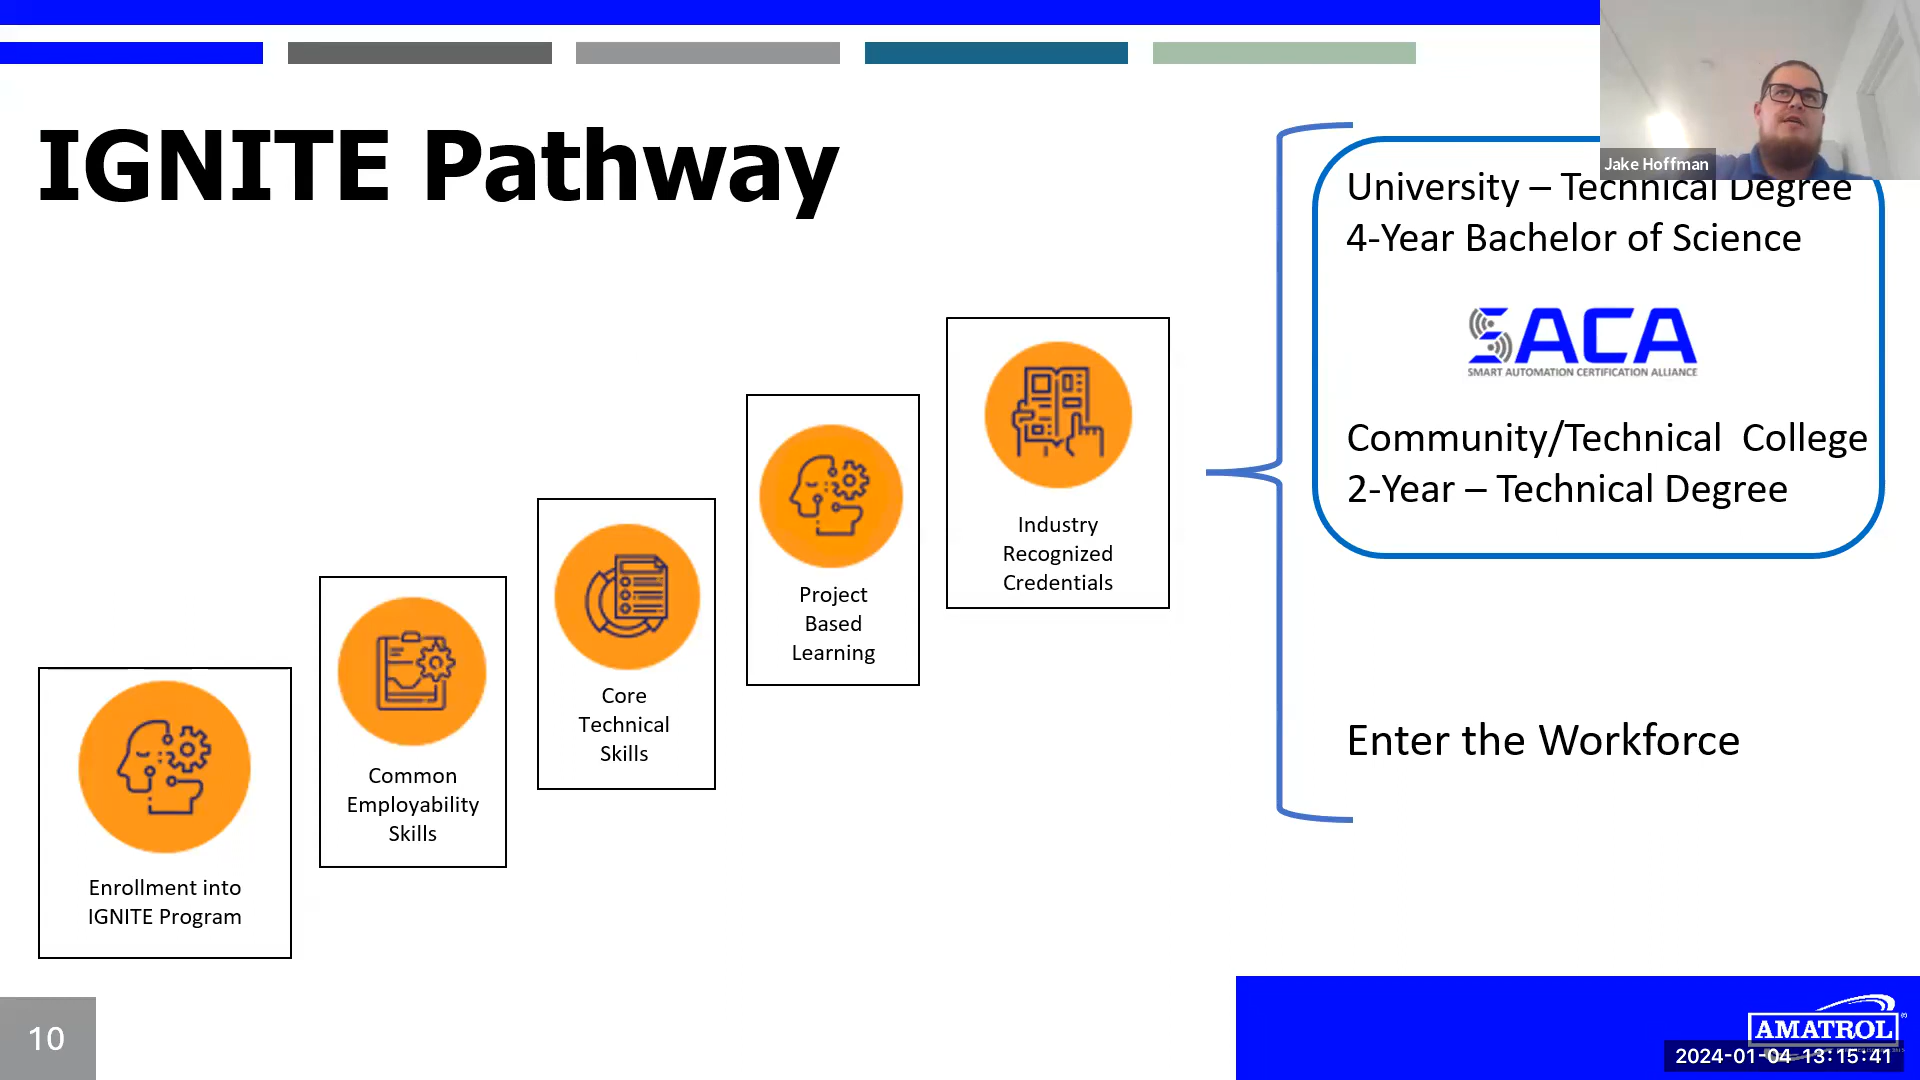 IGNITE Pathway
Jake Hoffman
University – Technical Degree
4-Year Bachelor of Science
SACA
SMART AUTOMATION CERTIFICATION ALLIANCE
Community/Technical College
2-Year – Technical Degree
Enter the Workforce
Industry
Recognized
Credentials
Project
Based
Learning
Core
Technical
Skills
Common
Employability
Skills
Enrollment into
IGNITE Program
10
AMATROL®
2024-01-04 13:15:41